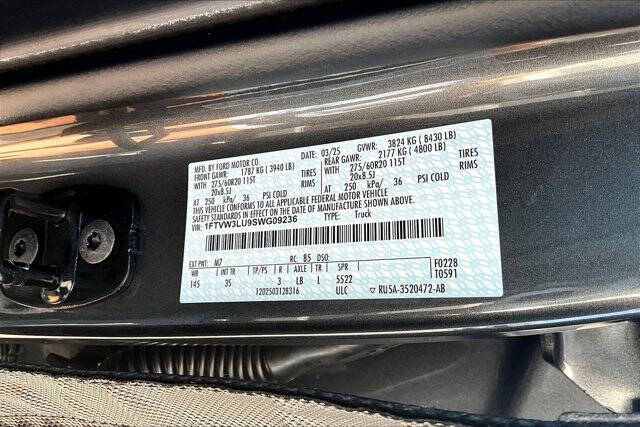 MFD. BY FORD MOTOR CO. 03/25 GVWR: 3824 KG ( 8430 LB)
FRONT GAWR: 1787 KG ( 3940 LB) REAR GAWR: 2177 KG ( 4800 LB)
WITH 275/60R20 115T TIRES WITH 275/60R20 115T TIRES
20x8.5J RIMS 20x8.5J RIMS
AT 250 kPa/ 36 PSI COLD AT 250 kPa/ 36 PSI COLD
THIS VEHICLE CONFORMS TO ALL APPLICABLE FEDERAL MOTOR VEHICLE
SAFETY STANDARDS IN EFFECT ON THE DATE OF MANUFACTURE SHOWN ABOVE.
VIN: 1FTVW3LU9SWG09236 TYPE: Truck
EXT PNT: M7 RC: 85 DSO: F0228
WB INT TR TP/PS R AXLE TR SPR T0591
145 35 3 LB L 5522
1202503128316 ULC RU5A-3520472-AB